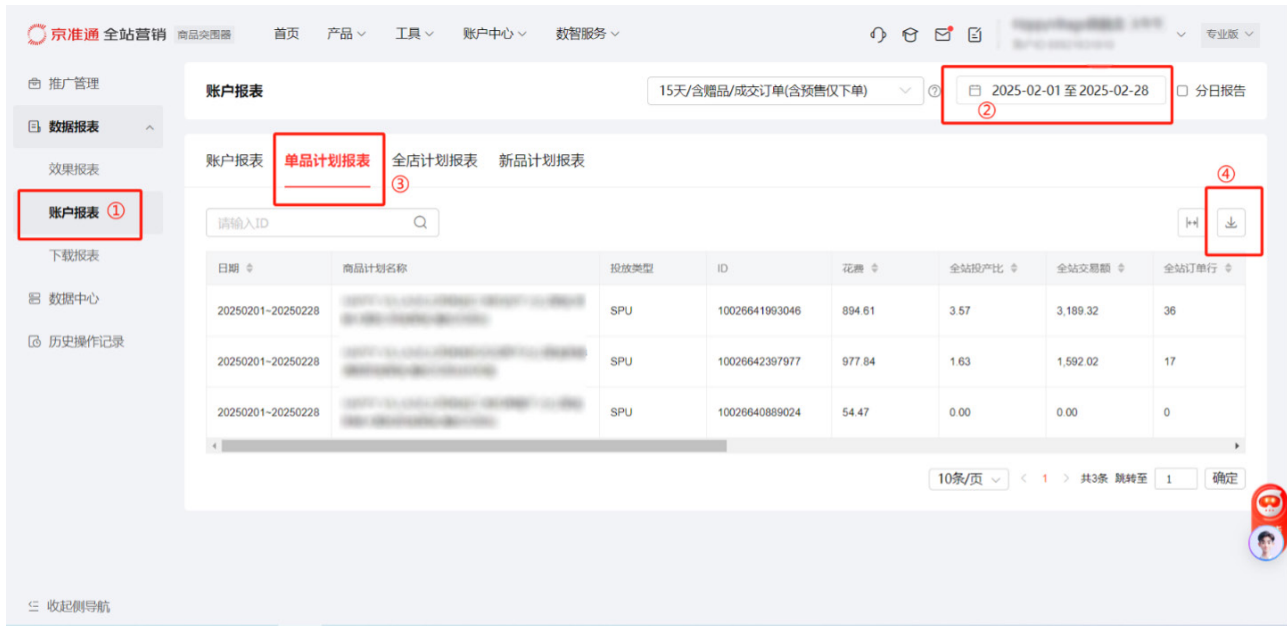 京准通 全站营销 商品突围器 首页 产品 工具 账户中心 数智服务 专业版
推广管理
数据报表
效果报表
账户报表 ①
下载报表
数据中心
历史操作记录
收起侧导航
账户报表 15天/含赠品/成交订单(含预售仅下单) 2025-02-01 至 2025-02-28 分日报告
②
账户报表 单品计划报表 全店计划报表 新品计划报表
③
④
请输入ID
日期 商品计划名称 投放类型 ID 花费 全站投产比 全站交易额 全站订单行
20250201~20250228 SPU 10026641993046 894.61 3.57 3,189.32 36
20250201~20250228 SPU 10026642397977 977.84 1.63 1,592.02 17
20250201~20250228 SPU 10026640889024 54.47 0.00 0.00 0
10条/页 1 共3条 跳转至 1 确定